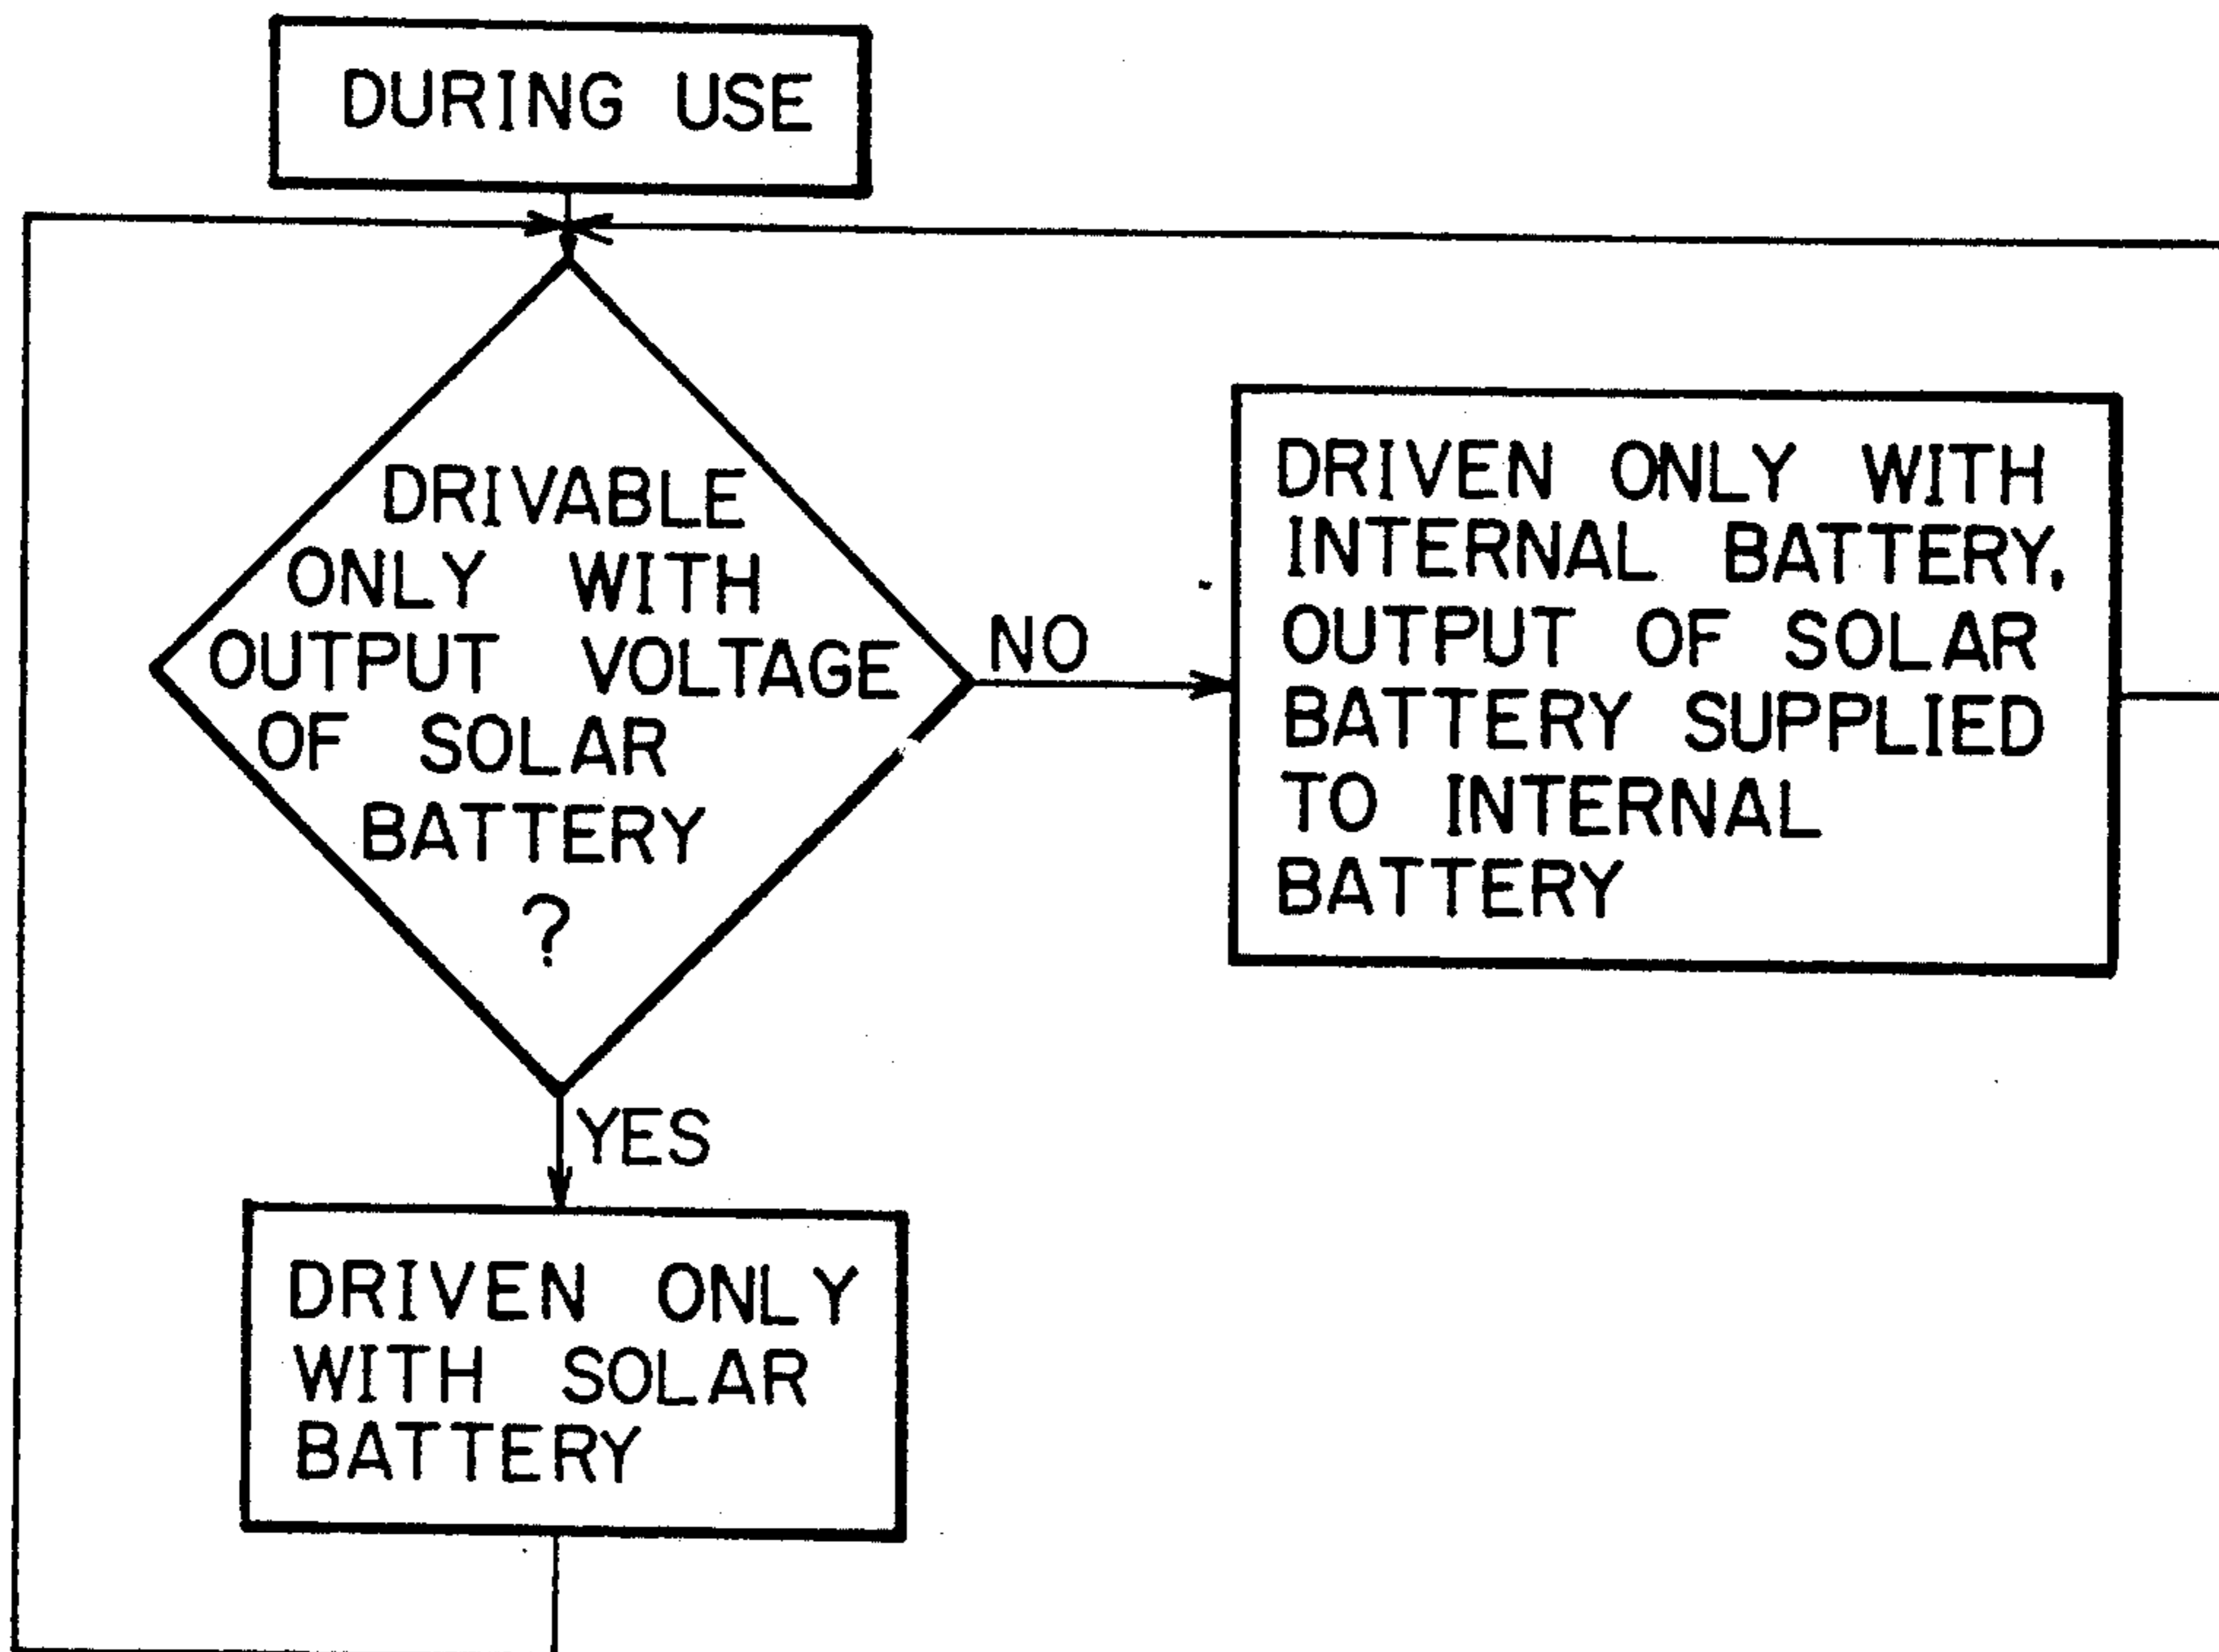 DURING USE
DRIVABLE
ONLY WITH
OUTPUT VOLTAGE
OF SOLAR
BATTERY
?
NO
DRIVEN ONLY WITH
INTERNAL BATTERY.
OUTPUT OF SOLAR
BATTERY SUPPLIED
TO INTERNAL
BATTERY
YES
DRIVEN ONLY
WITH SOLAR
BATTERY